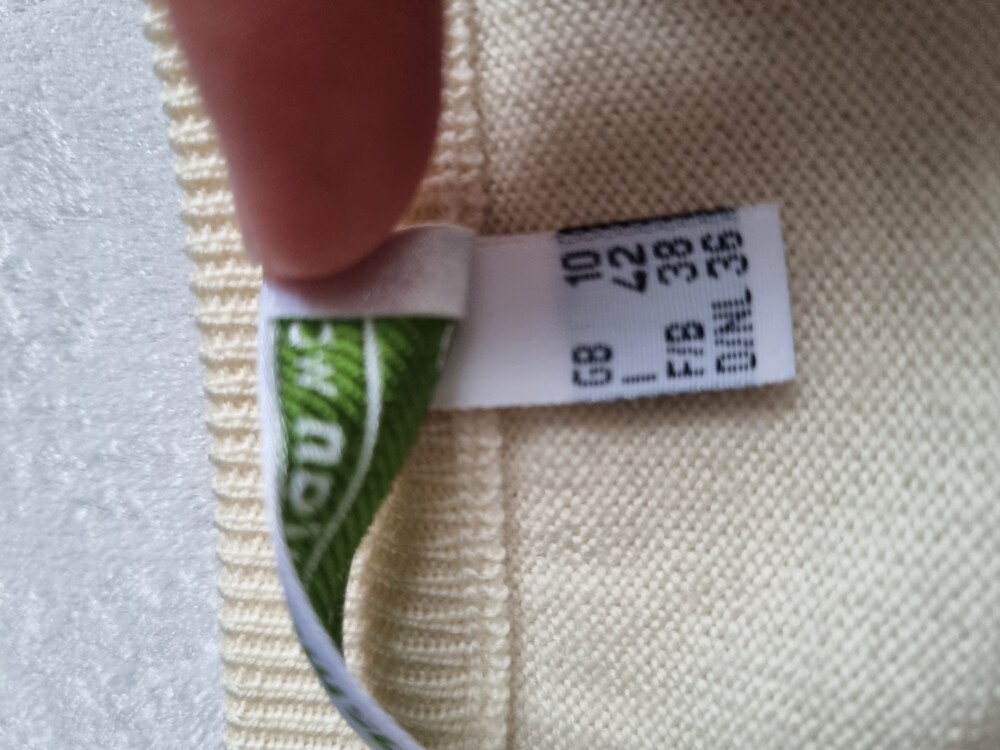 GB 10
I 42
F/B 38
D/NL 36